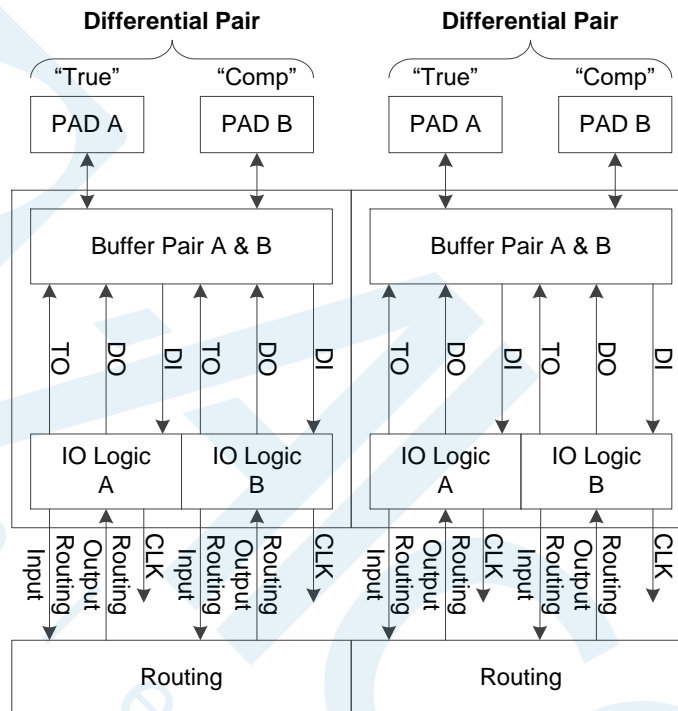 Differential Pair
Differential Pair
“True”
“Comp”
“True”
“Comp”
PAD A
PAD B
PAD A
PAD B
Buffer Pair A & B
Buffer Pair A & B
TO
DO
DI
TO
DO
DI
TO
DO
DI
TO
DO
DI
IO Logic
A
IO Logic
B
IO Logic
A
IO Logic
B
Routing
Input
Routing
Output
CLK
Routing
Input
Routing
Output
CLK
Routing
Input
Routing
Output
CLK
Routing
Input
Routing
Output
CLK
Routing
Routing